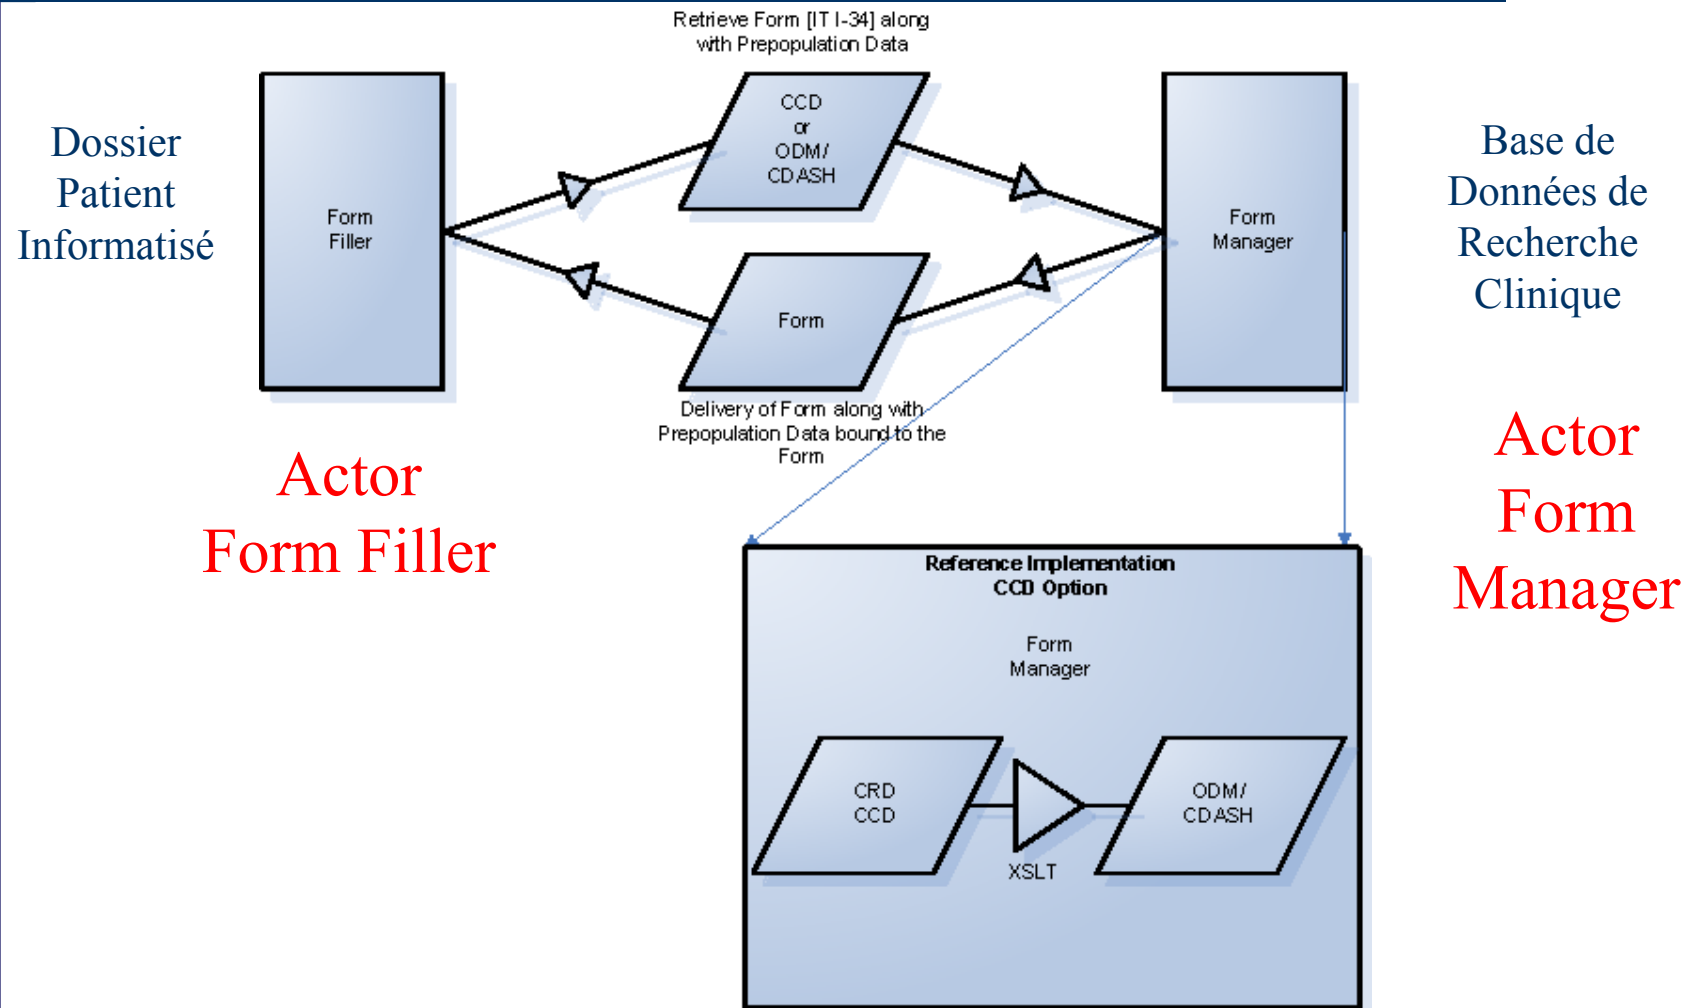 Retrieve Form [IT I-34] along
with Prepopulation Data
Dossier
Patient
Informatisé
Form
Filler
CCD
or
ODM/
CDASH
Form
Manager
Base de
Données de
Recherche
Clinique
Form
Delivery of Form along with
Prepopulation Data bound to the
Form
Actor
Form Filler
Actor
Form
Manager
Reference Implementation
CCD Option
Form
Manager
CRD
CCD
XSLT
ODM/
CDASH